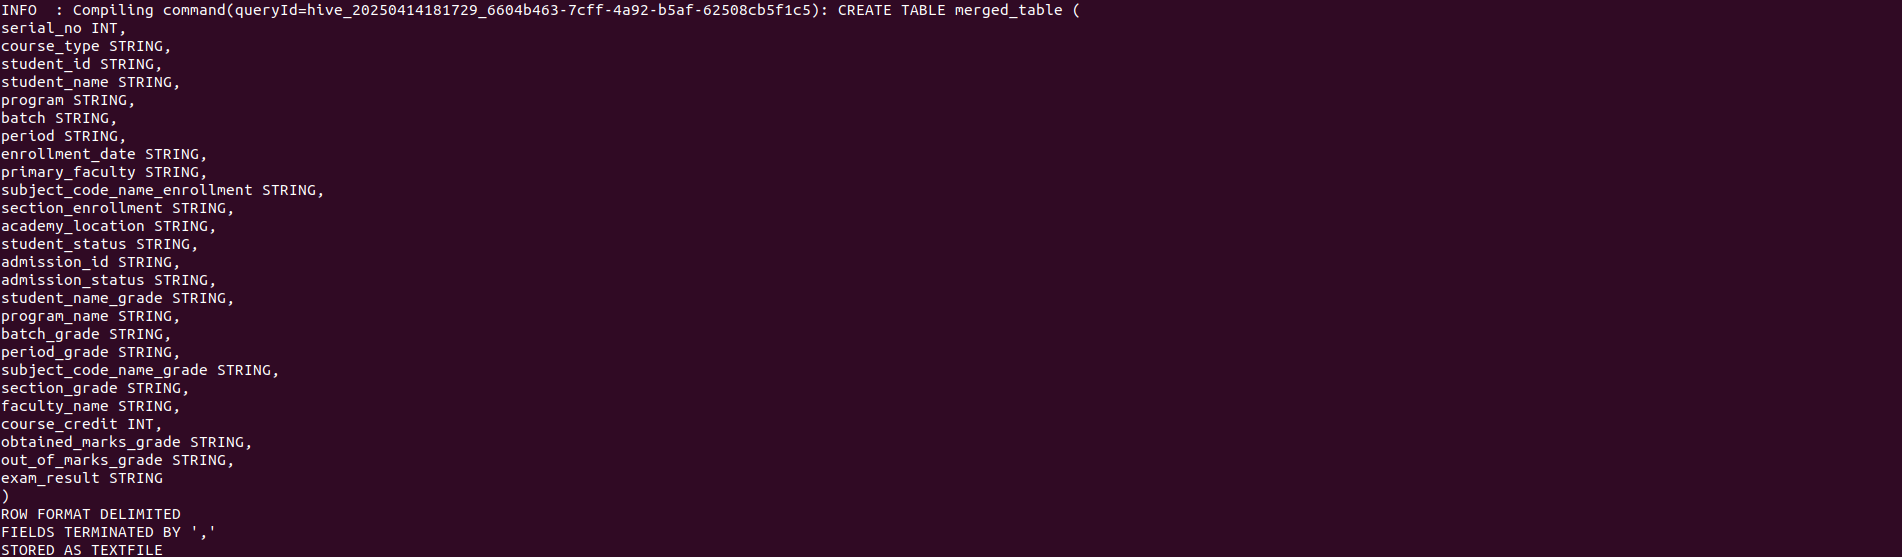 INFO  : Compiling command(queryId=hive_20250414181729_6604b463-7cff-4a92-b5af-62508cb5f1c5): CREATE TABLE merged_table (
serial_no INT,
course_type STRING,
student_id STRING,
student_name STRING,
program STRING,
batch STRING,
period STRING,
enrollment_date STRING,
primary_faculty STRING,
subject_code_name_enrollment STRING,
section_enrollment STRING,
academy_location STRING,
student_status STRING,
admission_id STRING,
admission_status STRING,
student_name_grade STRING,
program_name STRING,
batch_grade STRING,
period_grade STRING,
subject_code_name_grade STRING,
section_grade STRING,
faculty_name STRING,
course_credit INT,
obtained_marks_grade STRING,
out_of_marks_grade STRING,
exam_result STRING
)
ROW FORMAT DELIMITED
FIELDS TERMINATED BY ','
STORED AS TEXTFILE